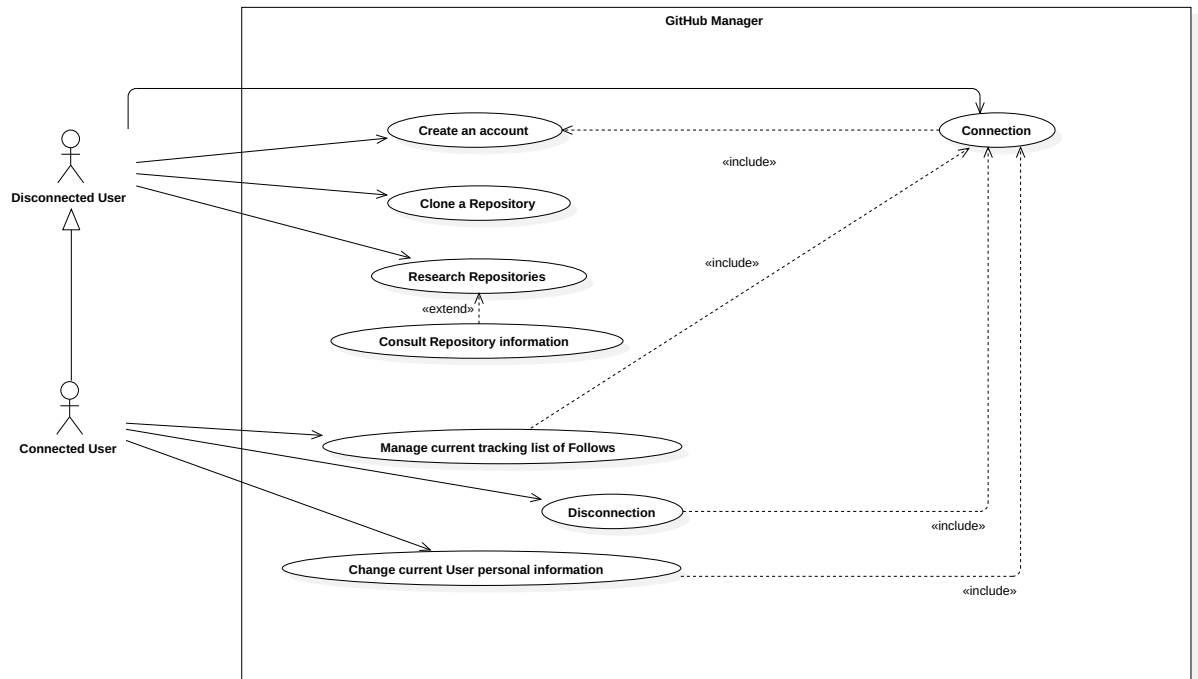 GitHub Manager
Create an account
Connection
«include»
Disconnected User
Clone a Repository
«include»
Research Repositories
«extend»
Consult Repository information
Connected User
Manage current tracking list of Follows
Disconnection
«include»
Change current User personal information
«include»